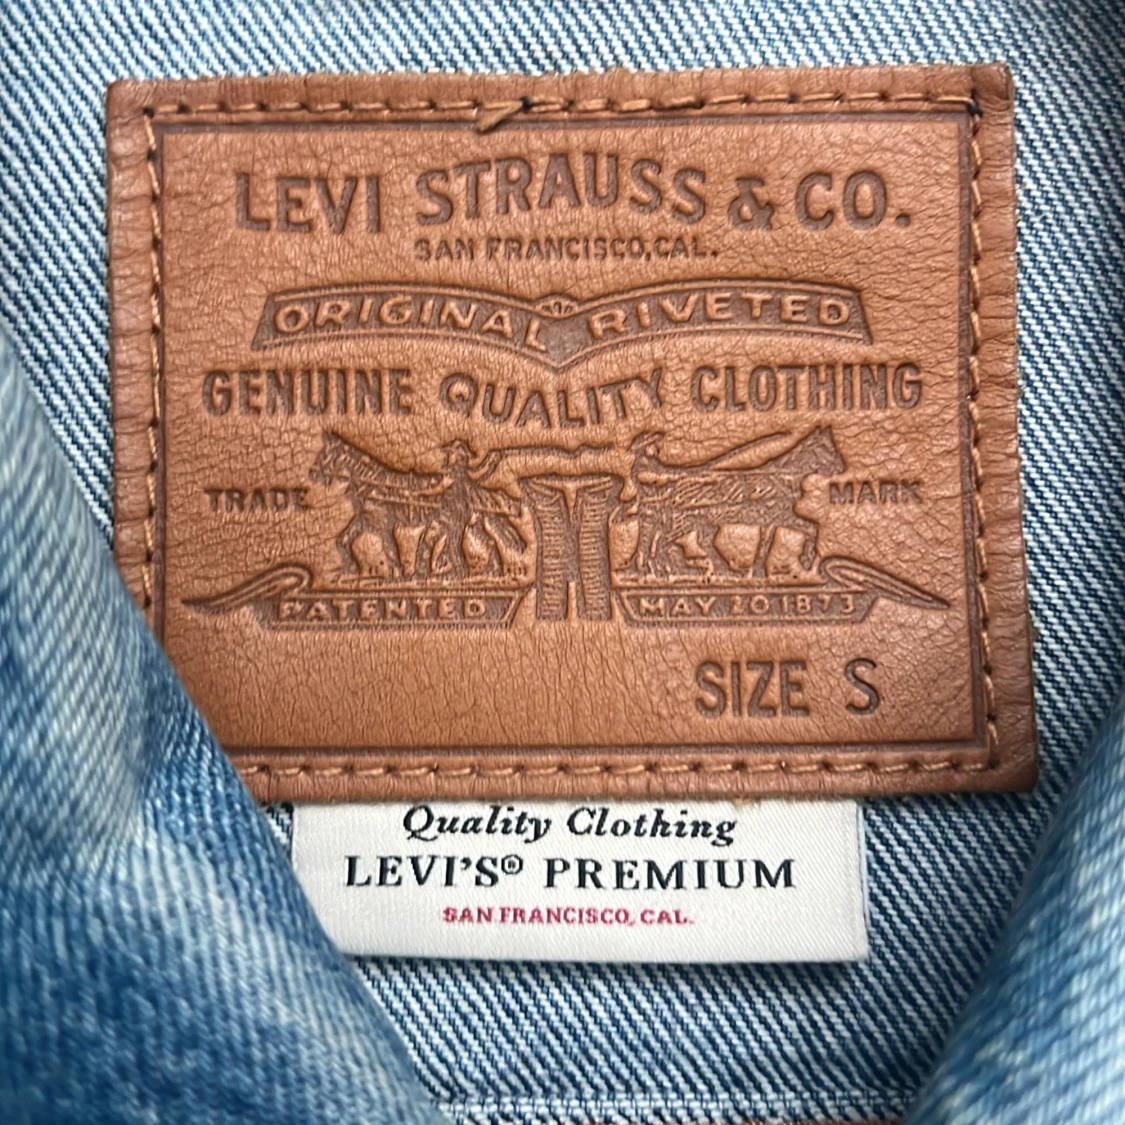 LEVI STRAUSS & CO.
SAN FRANCISCO, CAL.
ORIGINAL RIVETED
GENUINE QUALITY CLOTHING
TRADE MARK
PATENTED MAY 20 1873
SIZE S
Quality Clothing
LEVI'S® PREMIUM
SAN FRANCISCO, CAL.